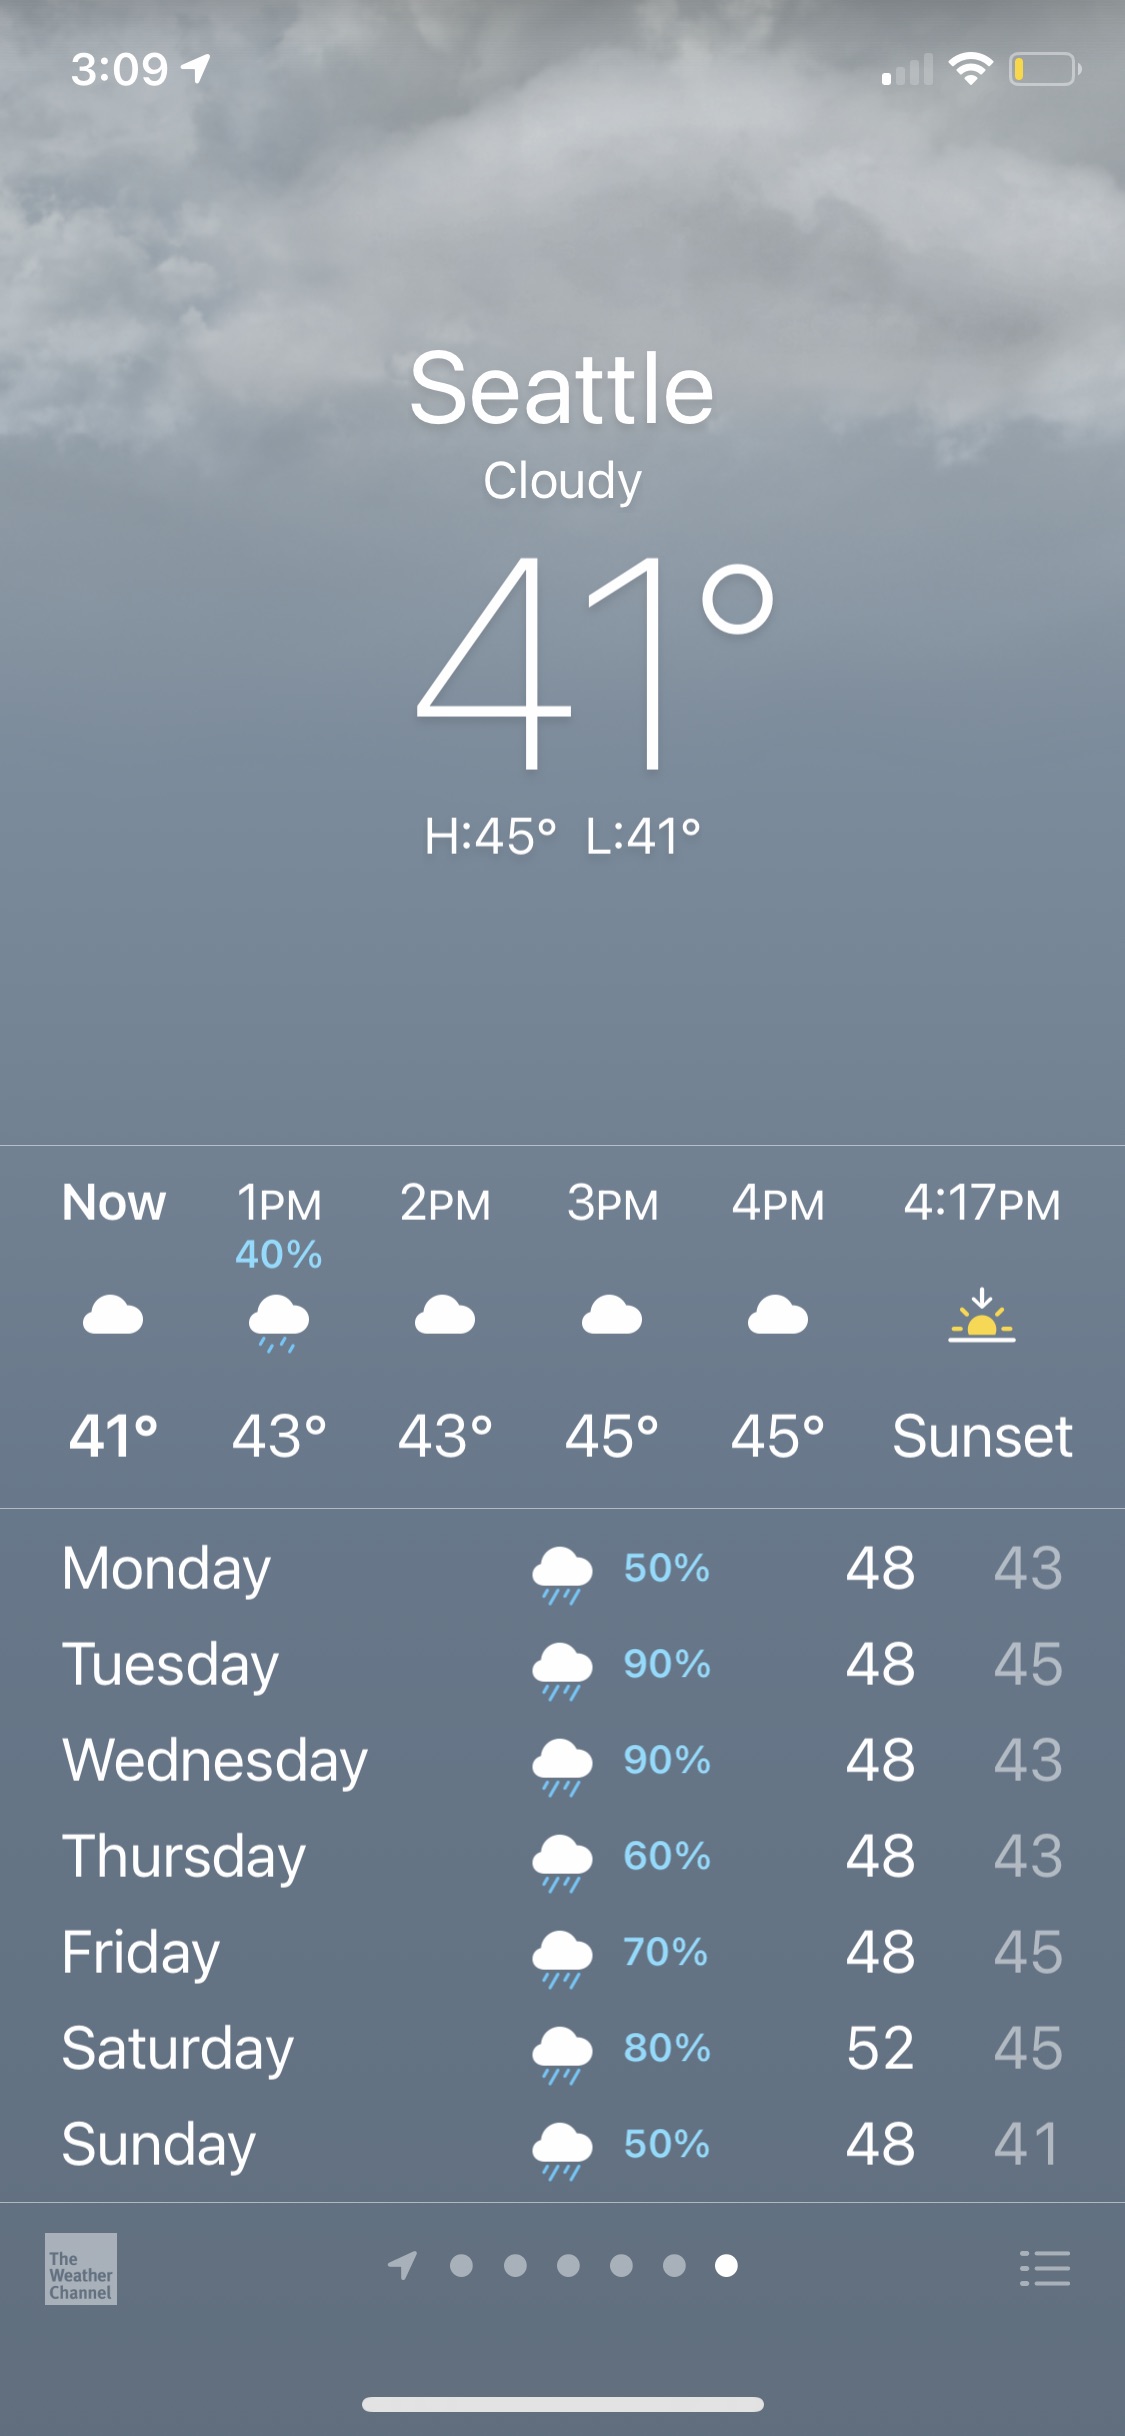 3:09
Seattle
Cloudy
41°
H:45° L:41°
Now 1PM 2PM 3PM 4PM 4:17PM
40%
41° 43° 43° 45° 45° Sunset
Monday 50% 48 43
Tuesday 90% 48 45
Wednesday 90% 48 43
Thursday 60% 48 43
Friday 70% 48 45
Saturday 80% 52 45
Sunday 50% 48 41
The
Weather
Channel